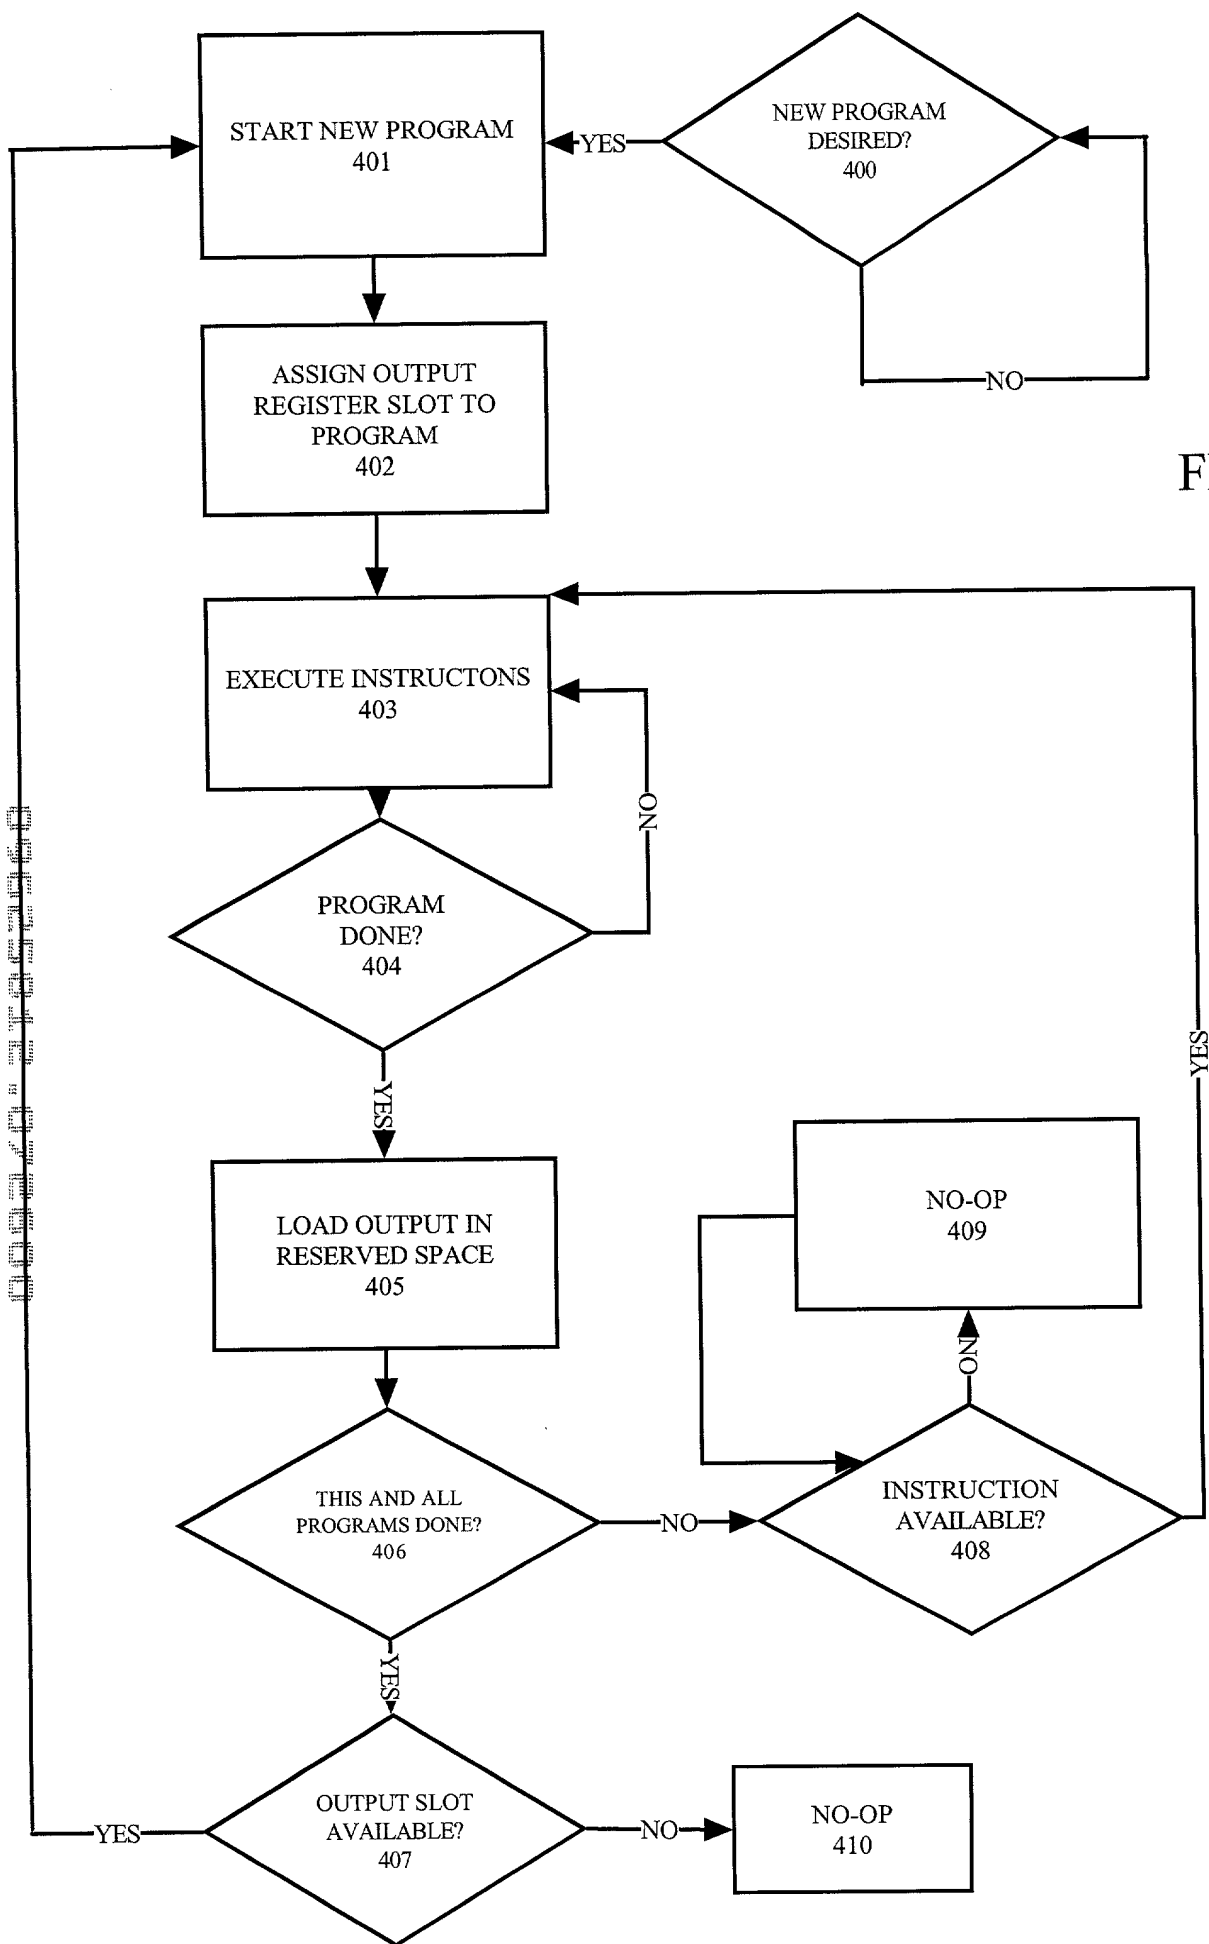 START NEW PROGRAM
401
YES
NEW PROGRAM
DESIRED?
400
NO
ASSIGN OUTPUT
REGISTER SLOT TO
PROGRAM
402
EXECUTE INSTRUCTONS
403
NO
PROGRAM
DONE?
404
YES
YES
LOAD OUTPUT IN
RESERVED SPACE
405
NO-OP
409
NO
THIS AND ALL
PROGRAMS DONE?
406
NO
INSTRUCTION
AVAILABLE?
408
YES
OUTPUT SLOT
AVAILABLE?
407
YES
NO
NO-OP
410